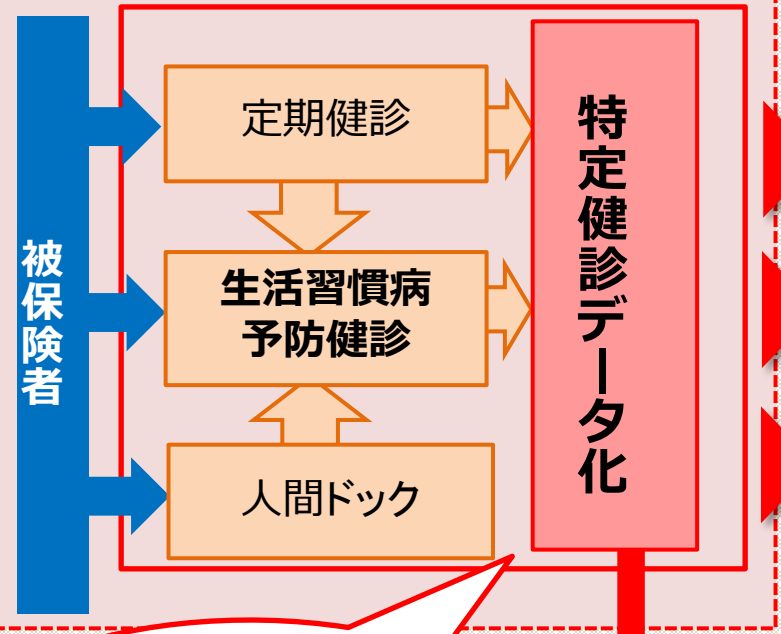 被保険者
定期健診
生活習慣病
予防健診
人間ドック
特定健診データ化